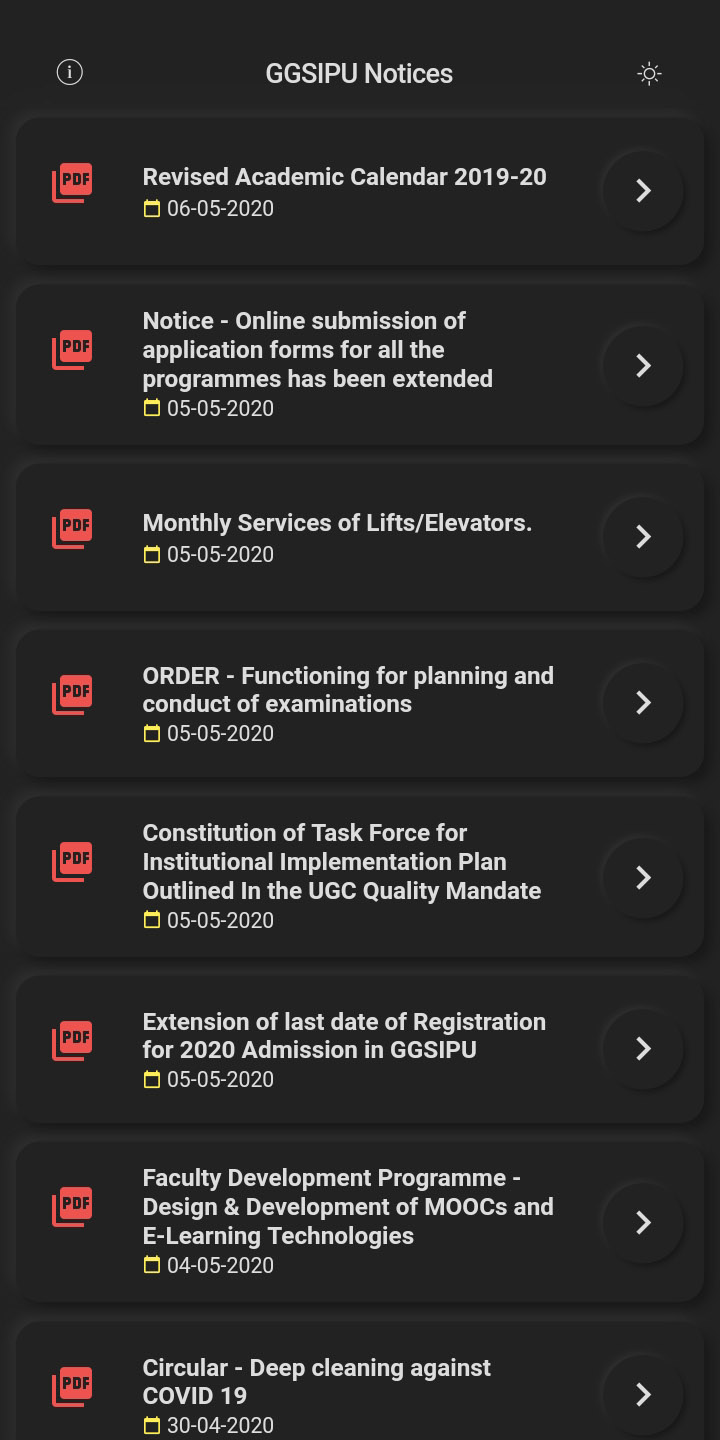 GGSIPU Notices
PDF
Revised Academic Calendar 2019-20
06-05-2020
PDF
Notice - Online submission of
application forms for all the
programmes has been extended
05-05-2020
PDF
Monthly Services of Lifts/Elevators.
05-05-2020
PDF
ORDER - Functioning for planning and
conduct of examinations
05-05-2020
PDF
Constitution of Task Force for
Institutional Implementation Plan
Outlined In the UGC Quality Mandate
05-05-2020
PDF
Extension of last date of Registration
for 2020 Admission in GGSIPU
05-05-2020
PDF
Faculty Development Programme -
Design & Development of MOOCs and
E-Learning Technologies
04-05-2020
PDF
Circular - Deep cleaning against
COVID 19
30-04-2020